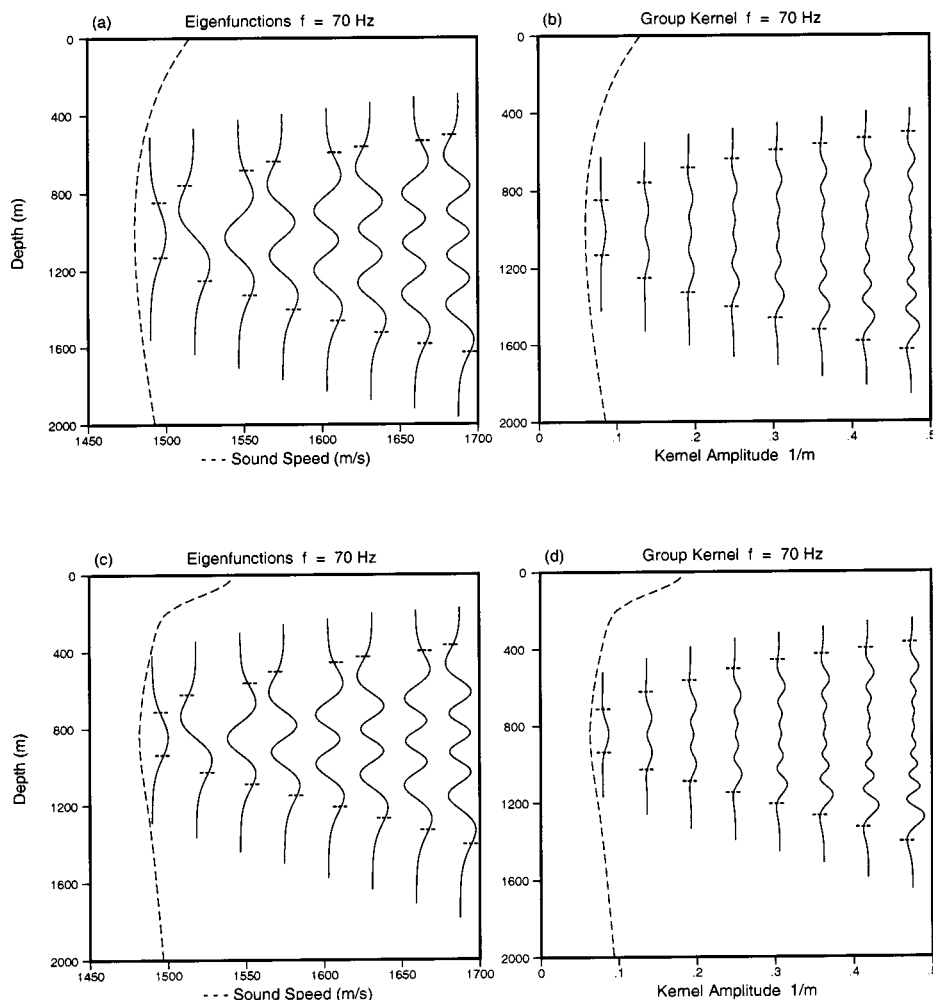 (a) Eigenfunctions f = 70 Hz
(b) Group Kernel f = 70 Hz
0
400
800
1200
1600
2000
Depth (m)
1450 1500 1550 1600 1650 1700
--- Sound Speed (m/s)
0
400
800
1200
1600
2000
0 .1 .2 .3 .4 .5
Kernel Amplitude 1/m
(c) Eigenfunctions f = 70 Hz
(d) Group Kernel f = 70 Hz
0
400
800
1200
1600
2000
Depth (m)
1450 1500 1550 1600 1650 1700
--- Sound Speed (m/s)
0
400
800
1200
1600
2000
0 .1 .2 .3 .4 .5
Kernel Amplitude 1/m